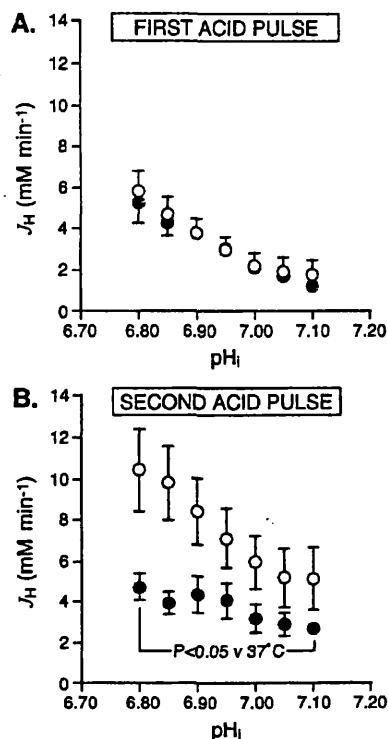 A.
FIRST ACID PULSE
14
12
10
8
6
4
2
0
J_H (mM min⁻¹)
6.70 6.80 6.90 7.00 7.10 7.20
pHᵢ
B.
SECOND ACID PULSE
14
12
10
8
6
4
2
0
J_H (mM min⁻¹)
P<0.05 v 37°C
6.70 6.80 6.90 7.00 7.10 7.20
pHᵢ